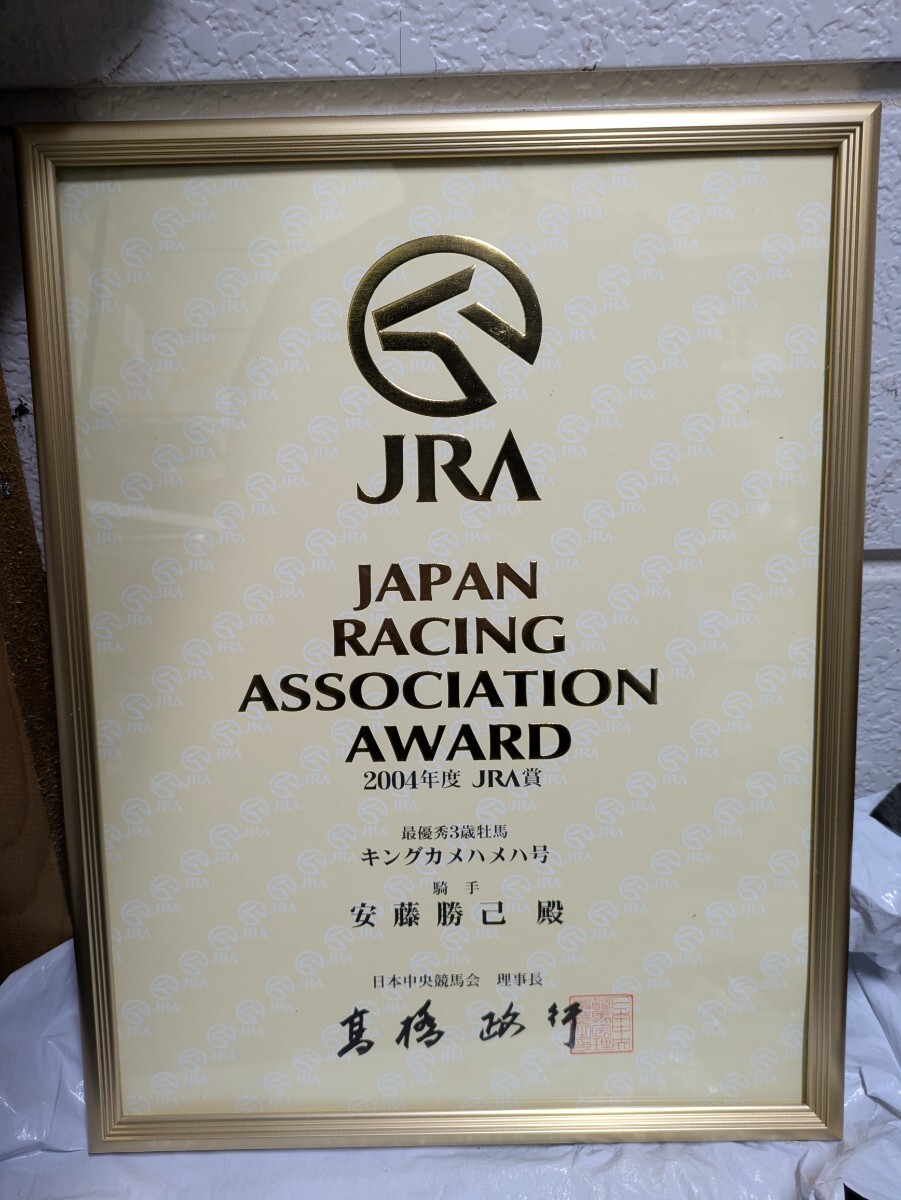 JRA
JAPAN
RACING
ASSOCIATION
AWARD
2004年度 JRA賞
最優秀3歳牡馬
キングカメハメハ号
騎 手
安藤勝己 殿
日本中央競馬会 理事長
髙橋政行